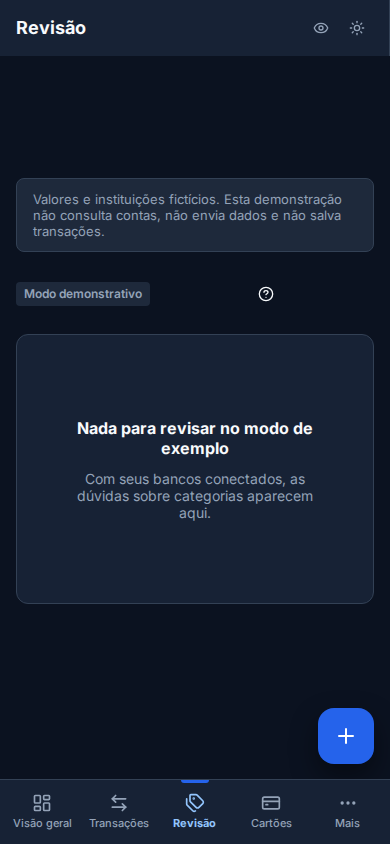 Revisão
Valores e instituições fictícios. Esta demonstração
não consulta contas, não envia dados e não salva
transações.
Modo demonstrativo
Nada para revisar no modo de
exemplo
Com seus bancos conectados, as
dúvidas sobre categorias aparecem
aqui.
Visão geral
Transações
Revisão
Cartões
Mais